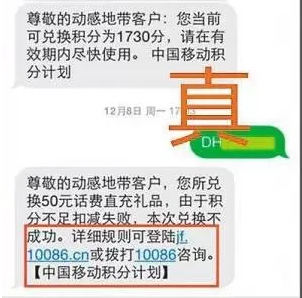 尊敬的动感地带客户：您当前
可兑换积分为1730分，请在
有效期内尽快使用。 中国移动积
分计划
真
12月8日 周一
DH
尊敬的动感地带客户，您所兑
换50元话费直充礼品，由于积
分不足扣减失败，本次兑换不
成功。详细规则可登陆jf.
10086.cn或拨打10086咨询。
【中国移动积分计划】